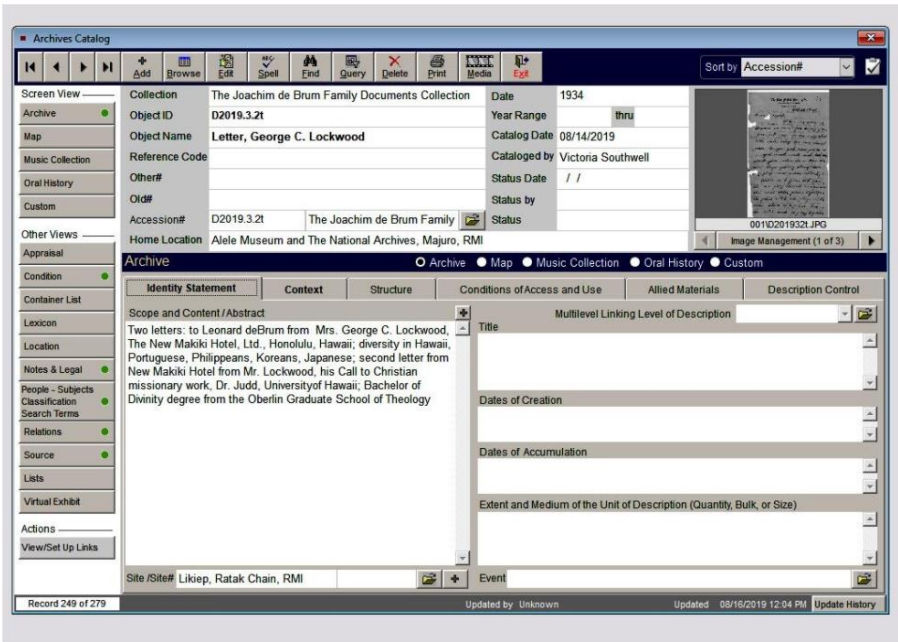 Archives Catalog
Add Browse Edit Spell Find Query Delete Print Media Exit
Sort by Accession#
Screen View
Archive
Map
Music Collection
Oral History
Custom
Other Views
Appraisal
Condition
Container List
Lexicon
Location
Notes & Legal
People - Subjects
Classification
Search Terms
Relations
Source
Lists
Virtual Exhibit
Actions
View/Set Up Links
Collection The Joachim de Brum Family Documents Collection
Object ID D2019.3.2t
Object Name Letter, George C. Lockwood
Reference Code
Other#
Old#
Accession# D2019.3.2t The Joachim de Brum Family
Home Location Alele Museum and The National Archives, Majuro, RMI
Date 1934
Year Range thru
Catalog Date 08/14/2019
Cataloged by Victoria Southwell
Status Date / /
Status by
Status
001\D201932t.JPG
Image Management (1 of 3)
Archive
Archive Map Music Collection Oral History Custom
Identity Statement Context Structure Conditions of Access and Use Allied Materials Description Control
Scope and Content / Abstract
Two letters: to Leonard deBrum from Mrs. George C. Lockwood,
The New Makiki Hotel, Ltd., Honolulu, Hawaii; diversity in Hawaii,
Portuguese, Philippeans, Koreans, Japanese; second letter from
New Makiki Hotel from Mr. Lockwood, his Call to Christian
missionary work, Dr. Judd, Universityof Hawaii; Bachelor of
Divinity degree from the Oberlin Graduate School of Theology
Multilevel Linking Level of Description
Title
Dates of Creation
Dates of Accumulation
Extent and Medium of the Unit of Description (Quantity, Bulk, or Size)
Site /Site# Likiep, Ratak Chain, RMI
Event
Record 249 of 279
Updated by Unknown
Updated 08/16/2019 12:04 PM
Update History